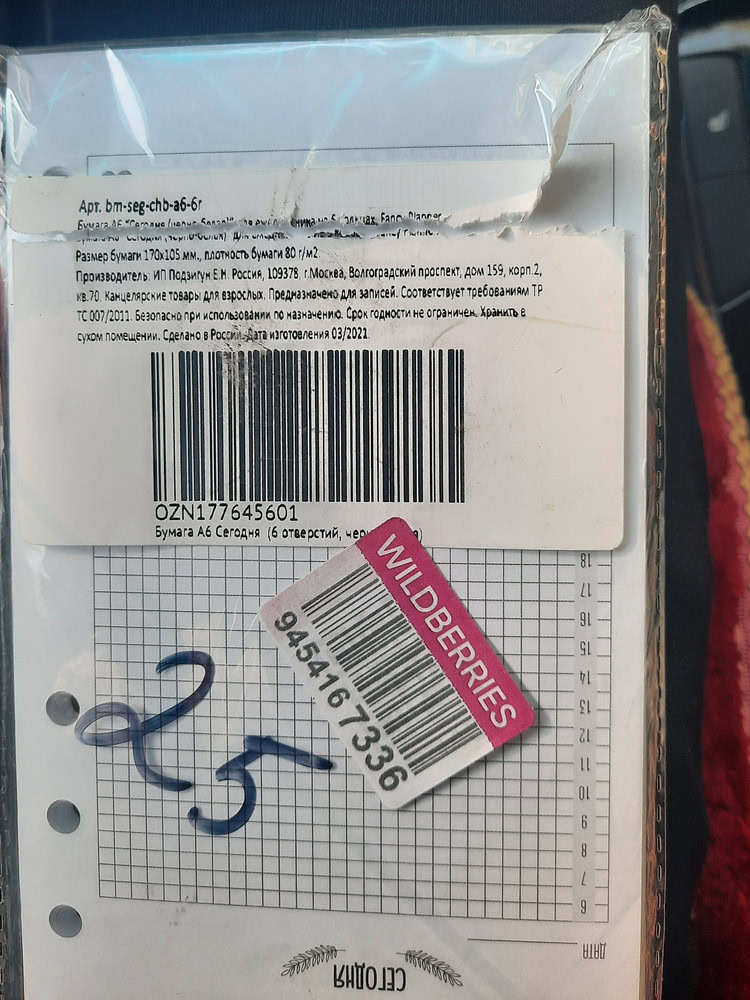 Арт. bm-seg-chb-a6-6r
Размер бумаги 170x105 мм., плотность бумаги 80 г/м2.
Производитель: ИП Подзигун Е.Н. Россия, 109378, г.Москва, Волгоградский проспект, дом 159, корп.2,
кв.70. Канцелярские товары для взрослых. Предназначено для записей. Соответствует требованиям ТР
ТС 007/2011. Безопасно при использовании по назначению. Срок годности не ограничен. Хранить в
сухом помещении. Сделано в России. Дата изготовления 03/2021
OZN177645601
Бумага А6 Сегодня (6 отверстий,
WILDBERRIES
9454167336
25
18
17
16
15
14
13
12
11
10
9
8
7
6
ДАТА
СЕГОДНЯ